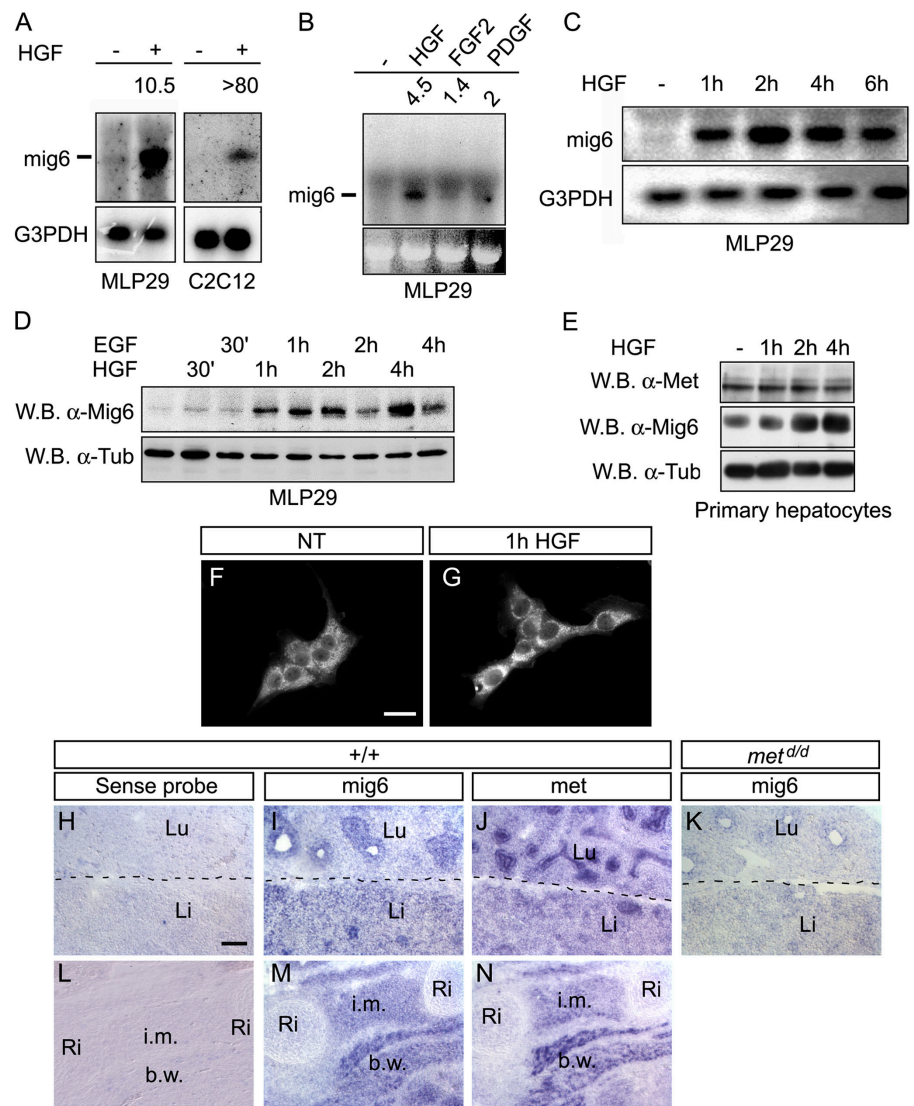 A
HGF - + - +
10.5 >80
mig6
G3PDH
MLP29 C2C12
B
- HGF FGF2 PDGF
4.5 1.4 2
mig6
MLP29
C
HGF - 1h 2h 4h 6h
mig6
G3PDH
MLP29
D
EGF 30' 1h 2h 4h
HGF 30' 1h 2h 4h
W.B. α-Mig6
W.B. α-Tub
MLP29
E
HGF - 1h 2h 4h
W.B. α-Met
W.B. α-Mig6
W.B. α-Tub
Primary hepatocytes
NT 1h HGF
F G
+/+ met d/d
Sense probe mig6 met mig6
H Lu I Lu J Lu K Lu
Li Li Li Li
L M N
Ri i.m. Ri Ri i.m. Ri Ri i.m. Ri
b.w. b.w. b.w.